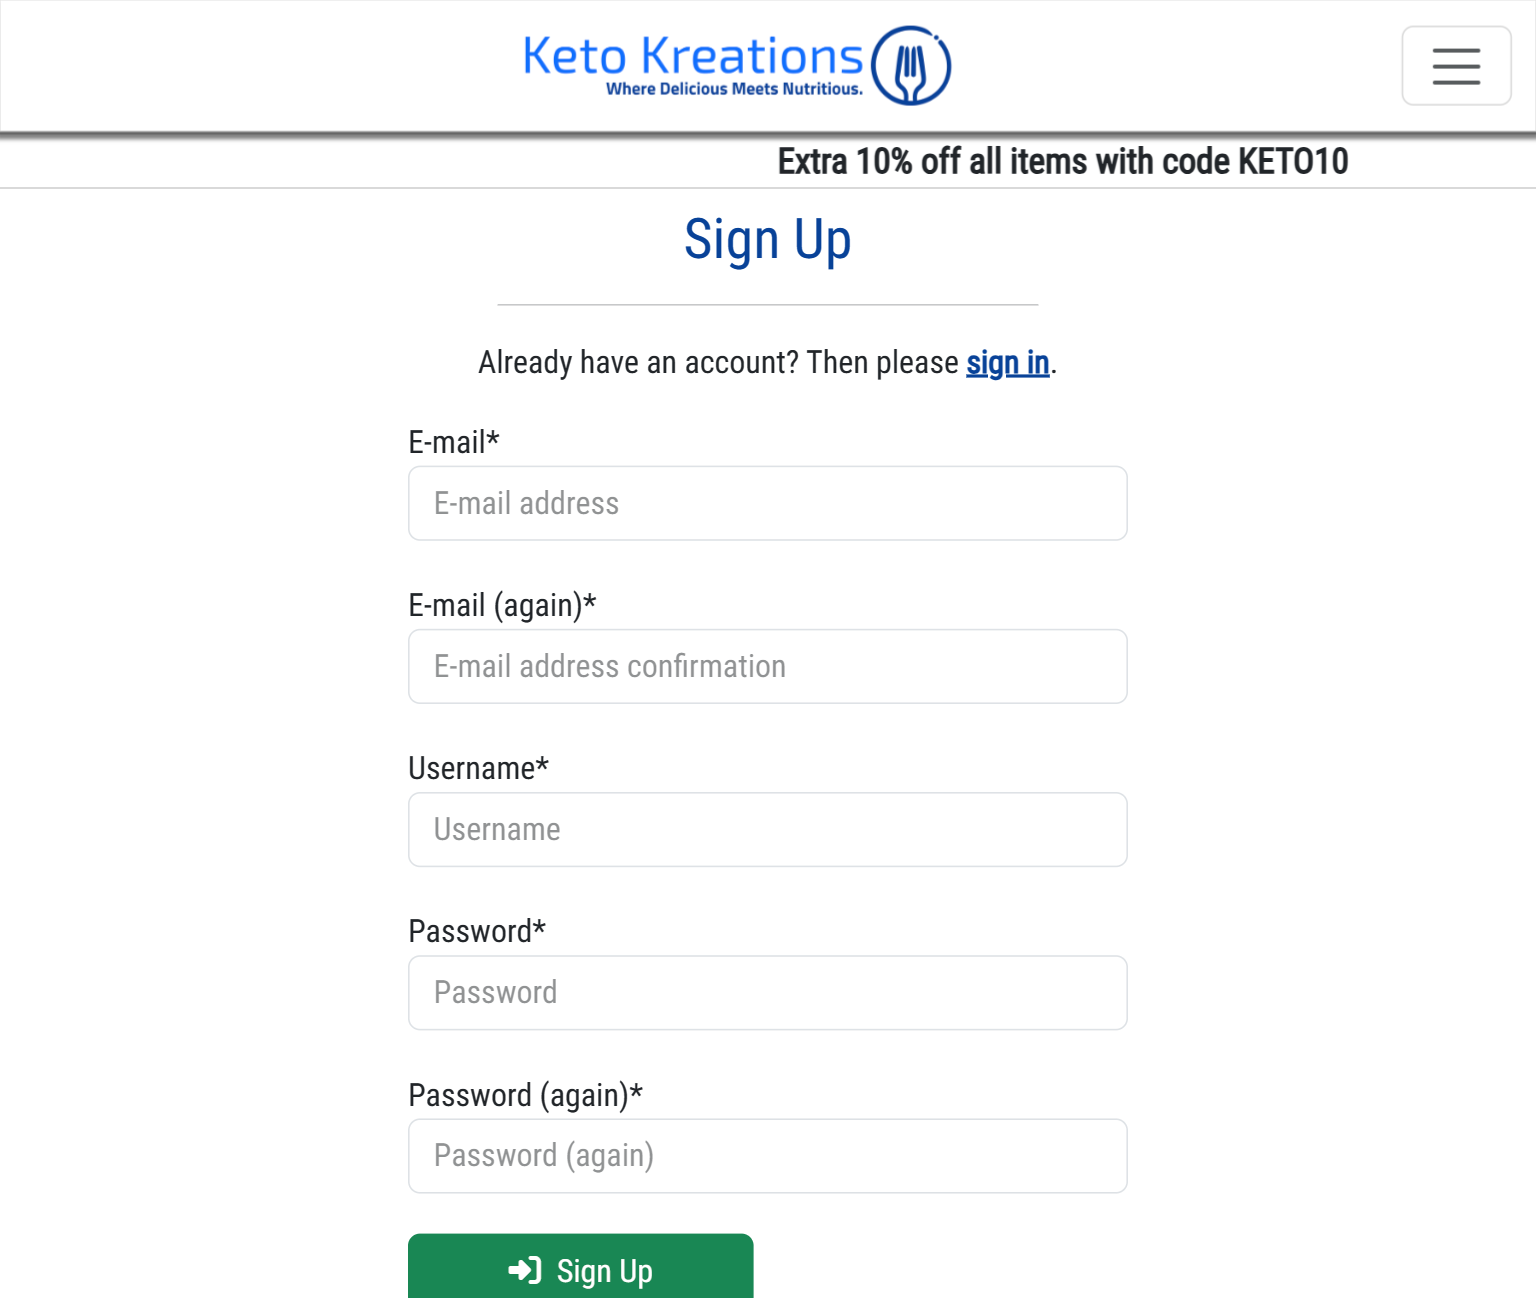 Keto Kreations
Where Delicious Meets Nutritious.
Extra 10% off all items with code KETO10
Sign Up
Already have an account? Then please sign in.
E-mail*
E-mail address
E-mail (again)*
E-mail address confirmation
Username*
Username
Password*
Password
Password (again)*
Password (again)
Sign Up